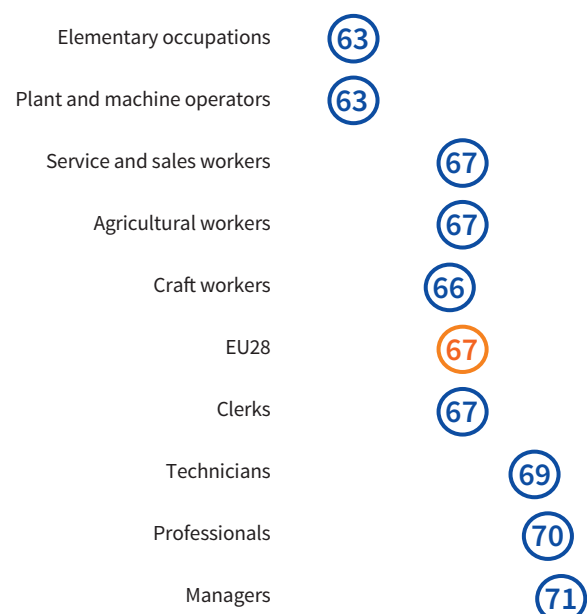 Elementary occupations 63
Plant and machine operators 63
Service and sales workers 67
Agricultural workers 67
Craft workers 66
EU28 67
Clerks 67
Technicians 69
Professionals 70
Managers 71